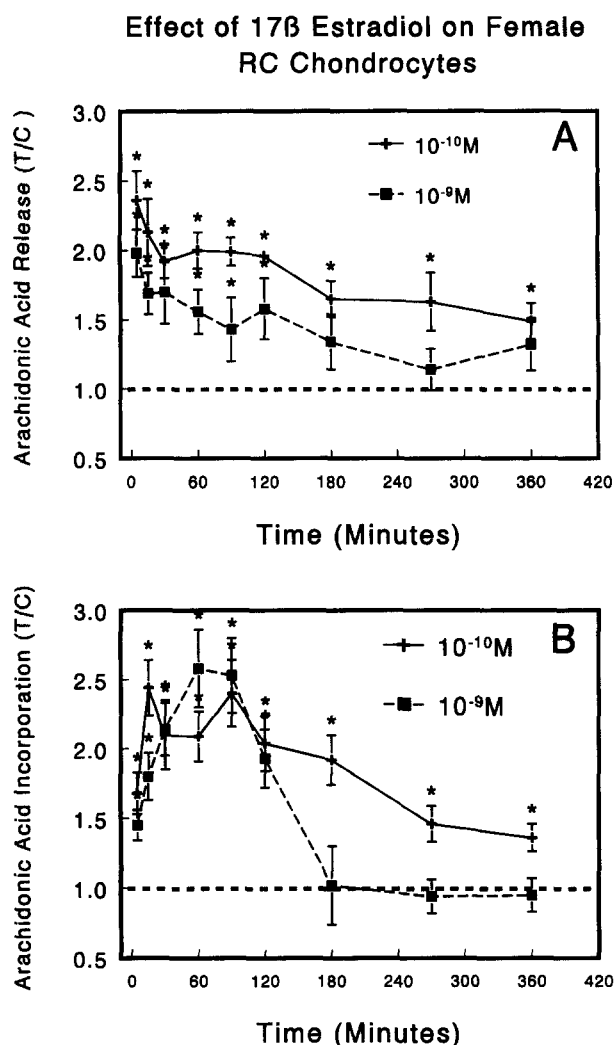 Effect of 17β Estradiol on Female
RC Chondrocytes
Arachidonic Acid Release (T/C)
3.0
2.5
2.0
1.5
1.0
0.5
A
10⁻¹⁰M
10⁻⁹M
* * * * * * * * *
* * * *
0 60 120 180 240 300 360 420
Time (Minutes)
Arachidonic Acid Incorporation (T/C)
3.0
2.5
2.0
1.5
1.0
0.5
B
10⁻¹⁰M
10⁻⁹M
0 60 120 180 240 300 360 420
Time (Minutes)